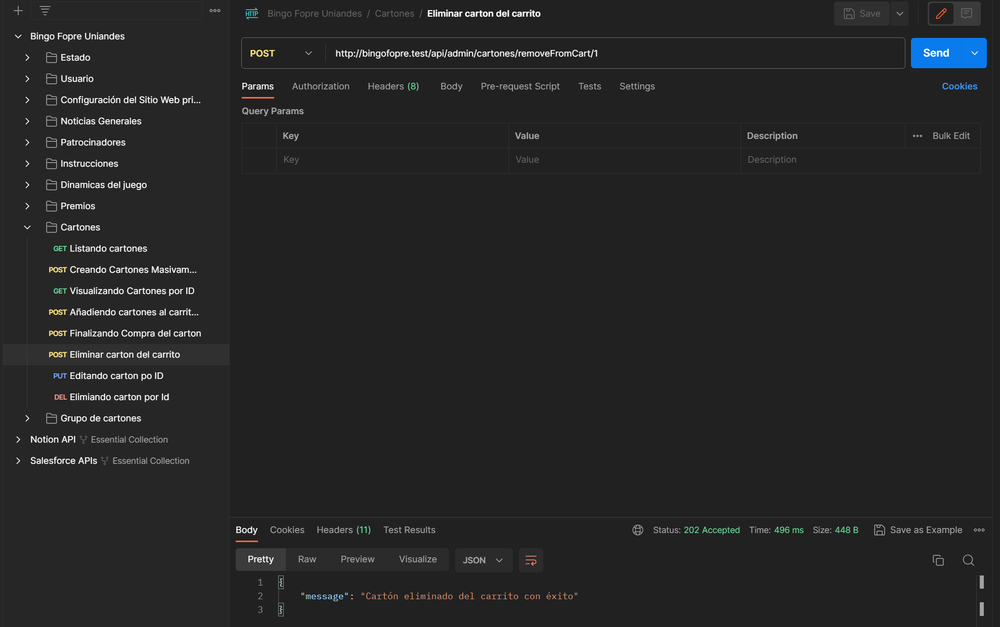 Bingo Fopre Uniandes
Estado
Usuario
Configuración del Sitio Web pri...
Noticias Generales
Patrocinadores
Instrucciones
Dinamicas del juego
Premios
Cartones
GET Listando cartones
POST Creando Cartones Masivam...
GET Visualizando Cartones por ID
POST Añadiendo cartones al carrit...
POST Finalizando Compra del carton
POST Eliminar carton del carrito
PUT Editando carton po ID
DEL Elimiando carton por Id
Grupo de cartones
Notion API Essential Collection
Salesforce APIs Essential Collection
HTTP Bingo Fopre Uniandes / Cartones / Eliminar carton del carrito
Save
POST http://bingofopre.test/api/admin/cartones/removeFromCart/1
Send
Params Authorization Headers (8) Body Pre-request Script Tests Settings Cookies
Query Params
Key Value Description Bulk Edit
Key Value Description
Body Cookies Headers (11) Test Results Status: 202 Accepted Time: 496 ms Size: 448 B Save as Example
Pretty Raw Preview Visualize JSON
1 {
2 "message": "Cartón eliminado del carrito con éxito"
3 }